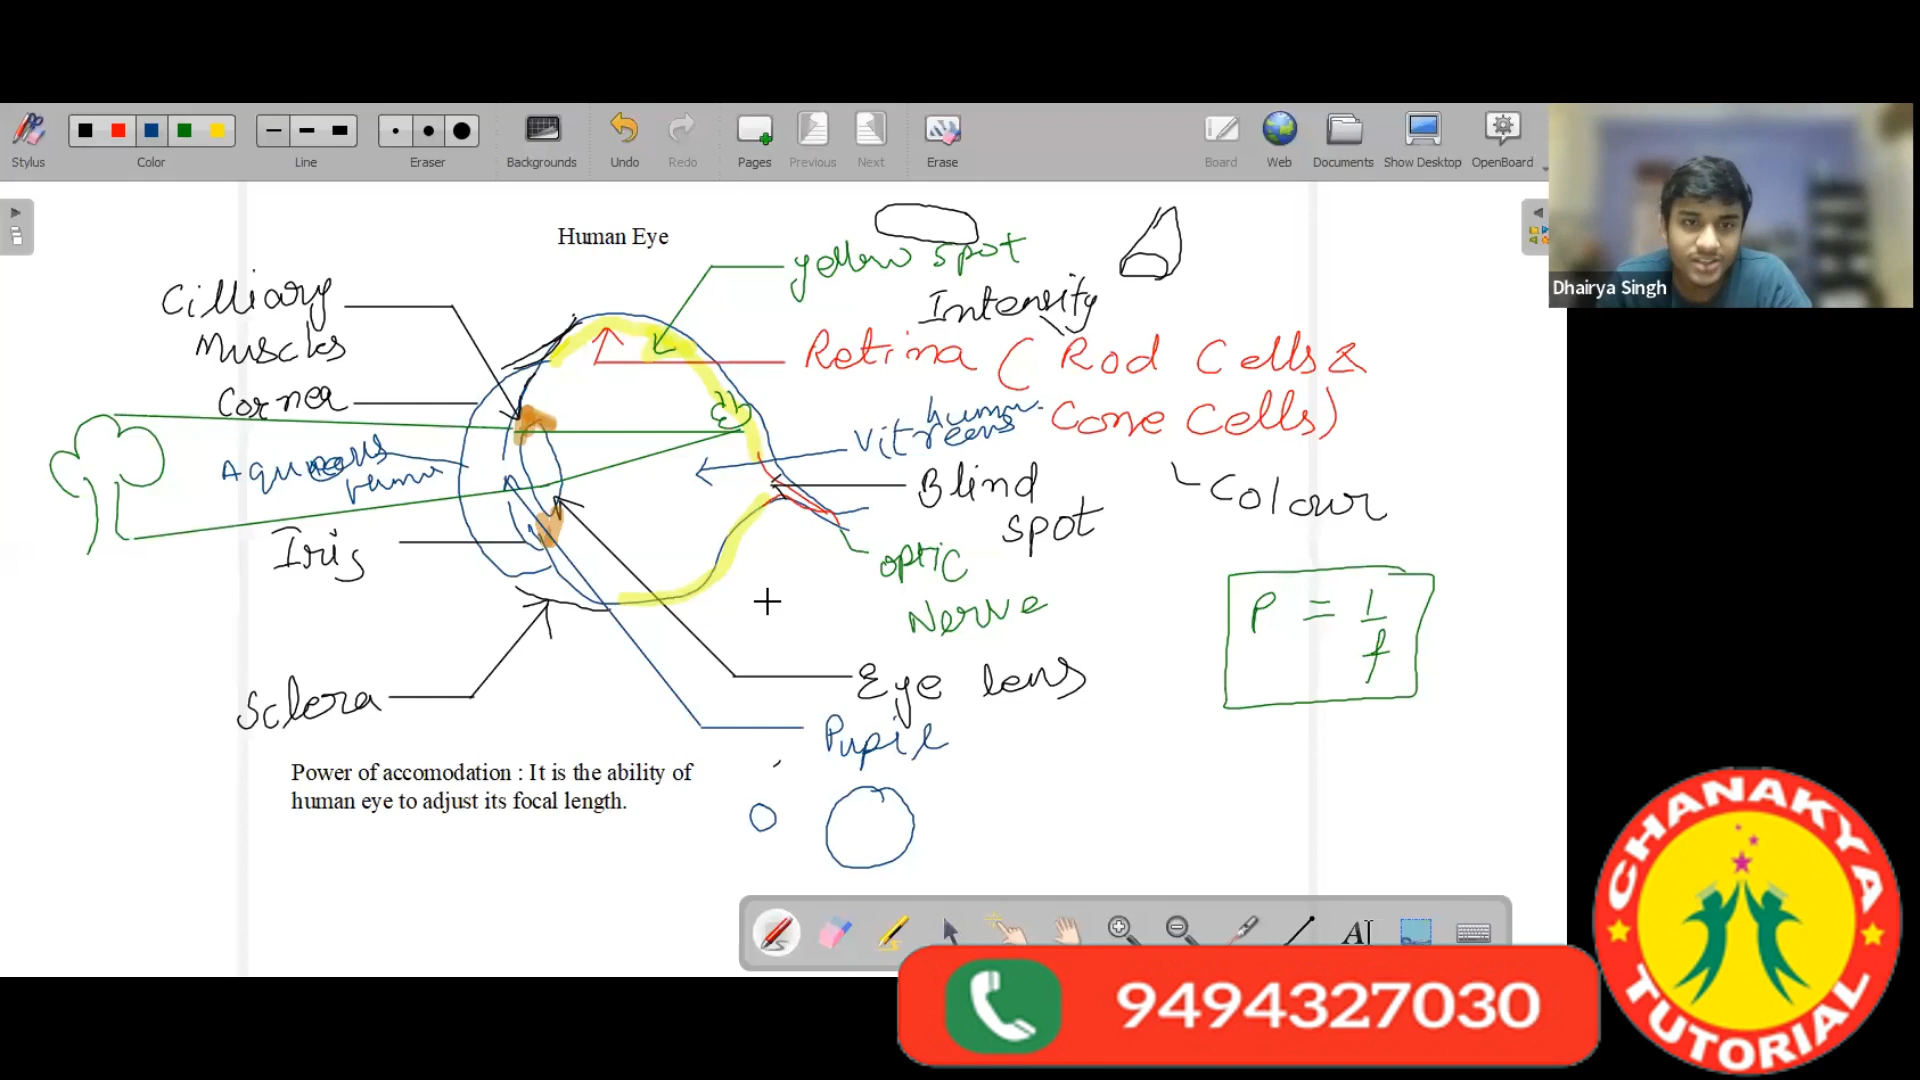 Stylus
Color
Line
Eraser
Backgrounds
Undo
Redo
Pages
Previous
Next
Erase
Board
Web
Documents
Show Desktop
OpenBoard
Dhairya Singh
Human Eye
yellow spot
Intensity
Cilliary
Muscles
Retina ( Rod Cells &
Cone Cells)
Cornea
Vitreous
Aqueous
Blind
spot
Colour
Iris
optic
Nerve
P = 1
f
Eye lens
Sclera
Pupil
Power of accomodation : It is the ability of
human eye to adjust its focal length.
9494327030
CHANAKYA
TUTORIAL